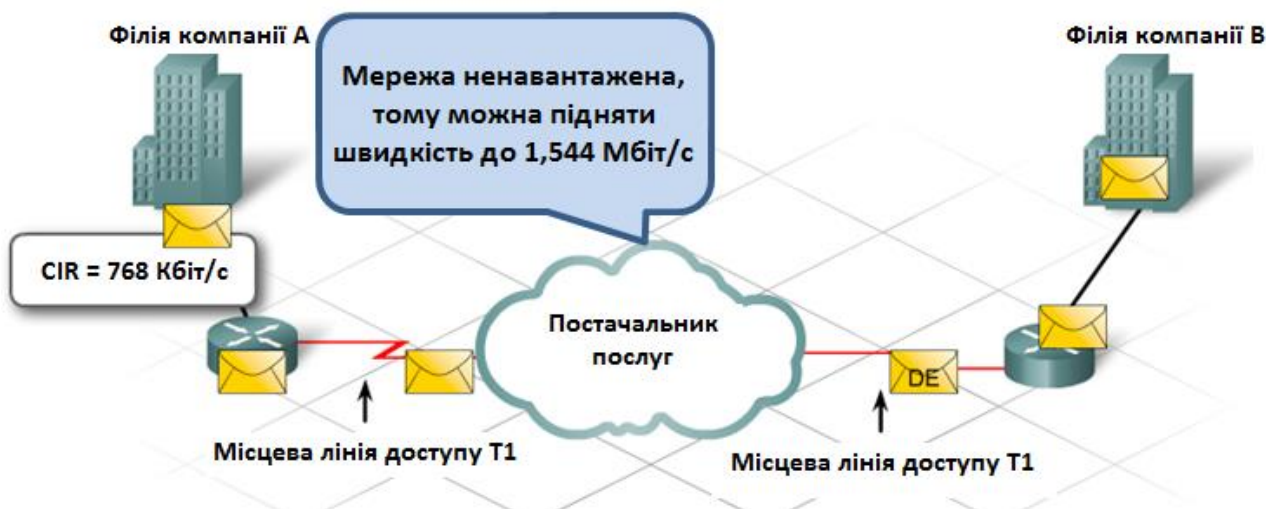 Філія компанії А
Мережа ненавантажена,
тому можна підняти
швидкість до 1,544 Мбіт/с
Філія компанії В
CIR = 768 Кбіт/с
Постачальник
послуг
DE
Місцева лінія доступу Т1
Місцева лінія доступу Т1